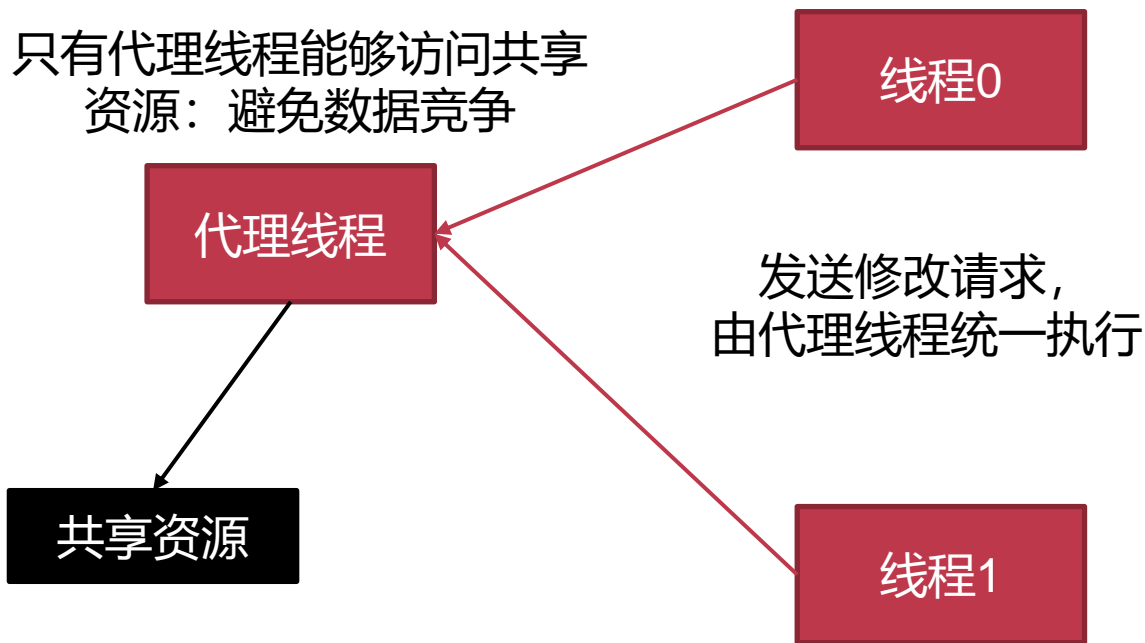 只有代理线程能够访问共享
资源：避免数据竞争
线程0
代理线程
发送修改请求，
由代理线程统一执行
共享资源
线程1